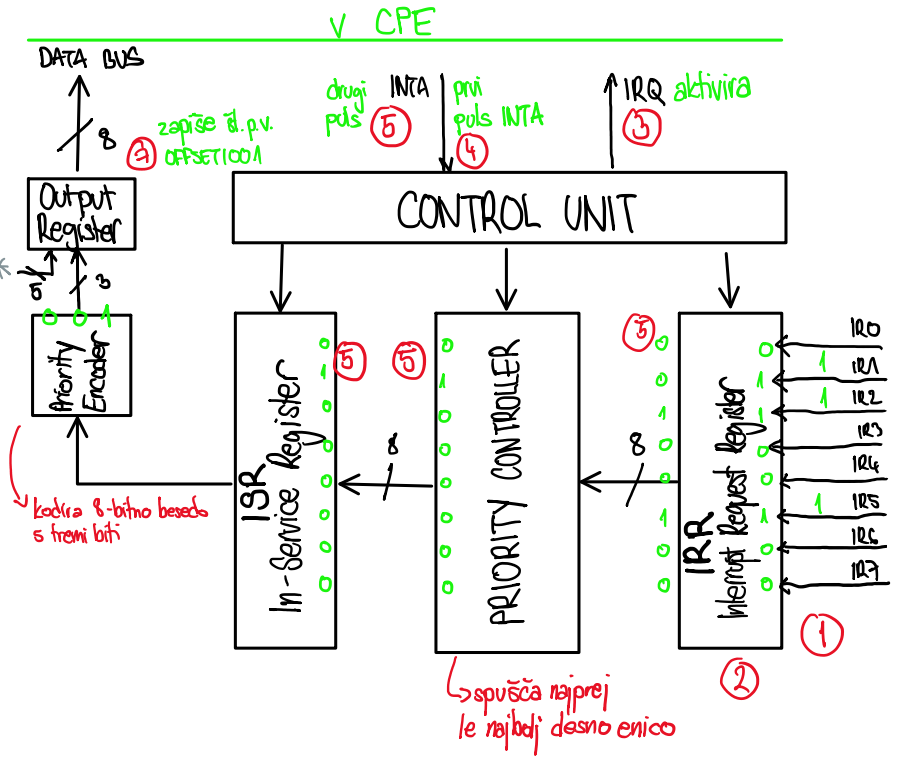 V CPE
DATA BUS
8
7
zapiše št. p.v.
OFFSET|001
Output
Register
5
3
0 0 1
Priority
Encoder
kodira 8-bitno besedo
s tremi biti
drugi
puls
INTA
5
prvi
puls INTA
4
IRQ aktivira
3
CONTROL UNIT
ISR
In-Service Register
0
1
0
0
0
0
0
0
5
8
5
PRIORITY CONTROLLER
0
1
0
0
0
0
0
0
spušča najprej
le najbolj desno enico
8
5
0
0
1
0
0
1
0
0
IRR
Interrupt Request Register
0
1
1
0
0
1
0
0
2
IR0
1 IR1
1 IR2
IR3
IR4
1 IR5
IR6
IR7
1